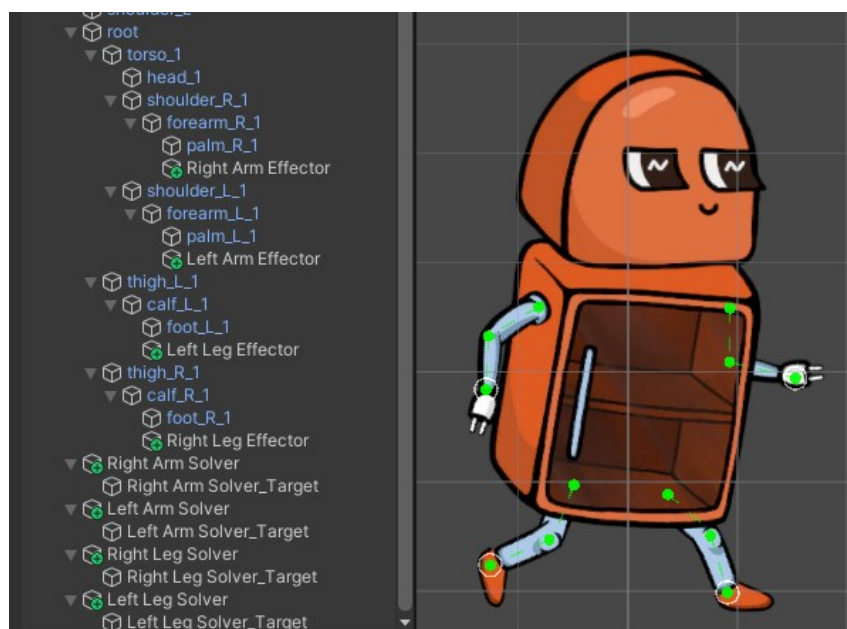 shoulder_L
root
torso_1
head_1
shoulder_R_1
forearm_R_1
palm_R_1
Right Arm Effector
shoulder_L_1
forearm_L_1
palm_L_1
Left Arm Effector
thigh_L_1
calf_L_1
foot_L_1
Left Leg Effector
thigh_R_1
calf_R_1
foot_R_1
Right Leg Effector
Right Arm Solver
Right Arm Solver_Target
Left Arm Solver
Left Arm Solver_Target
Right Leg Solver
Right Leg Solver_Target
Left Leg Solver
Left Leg Solver_Target